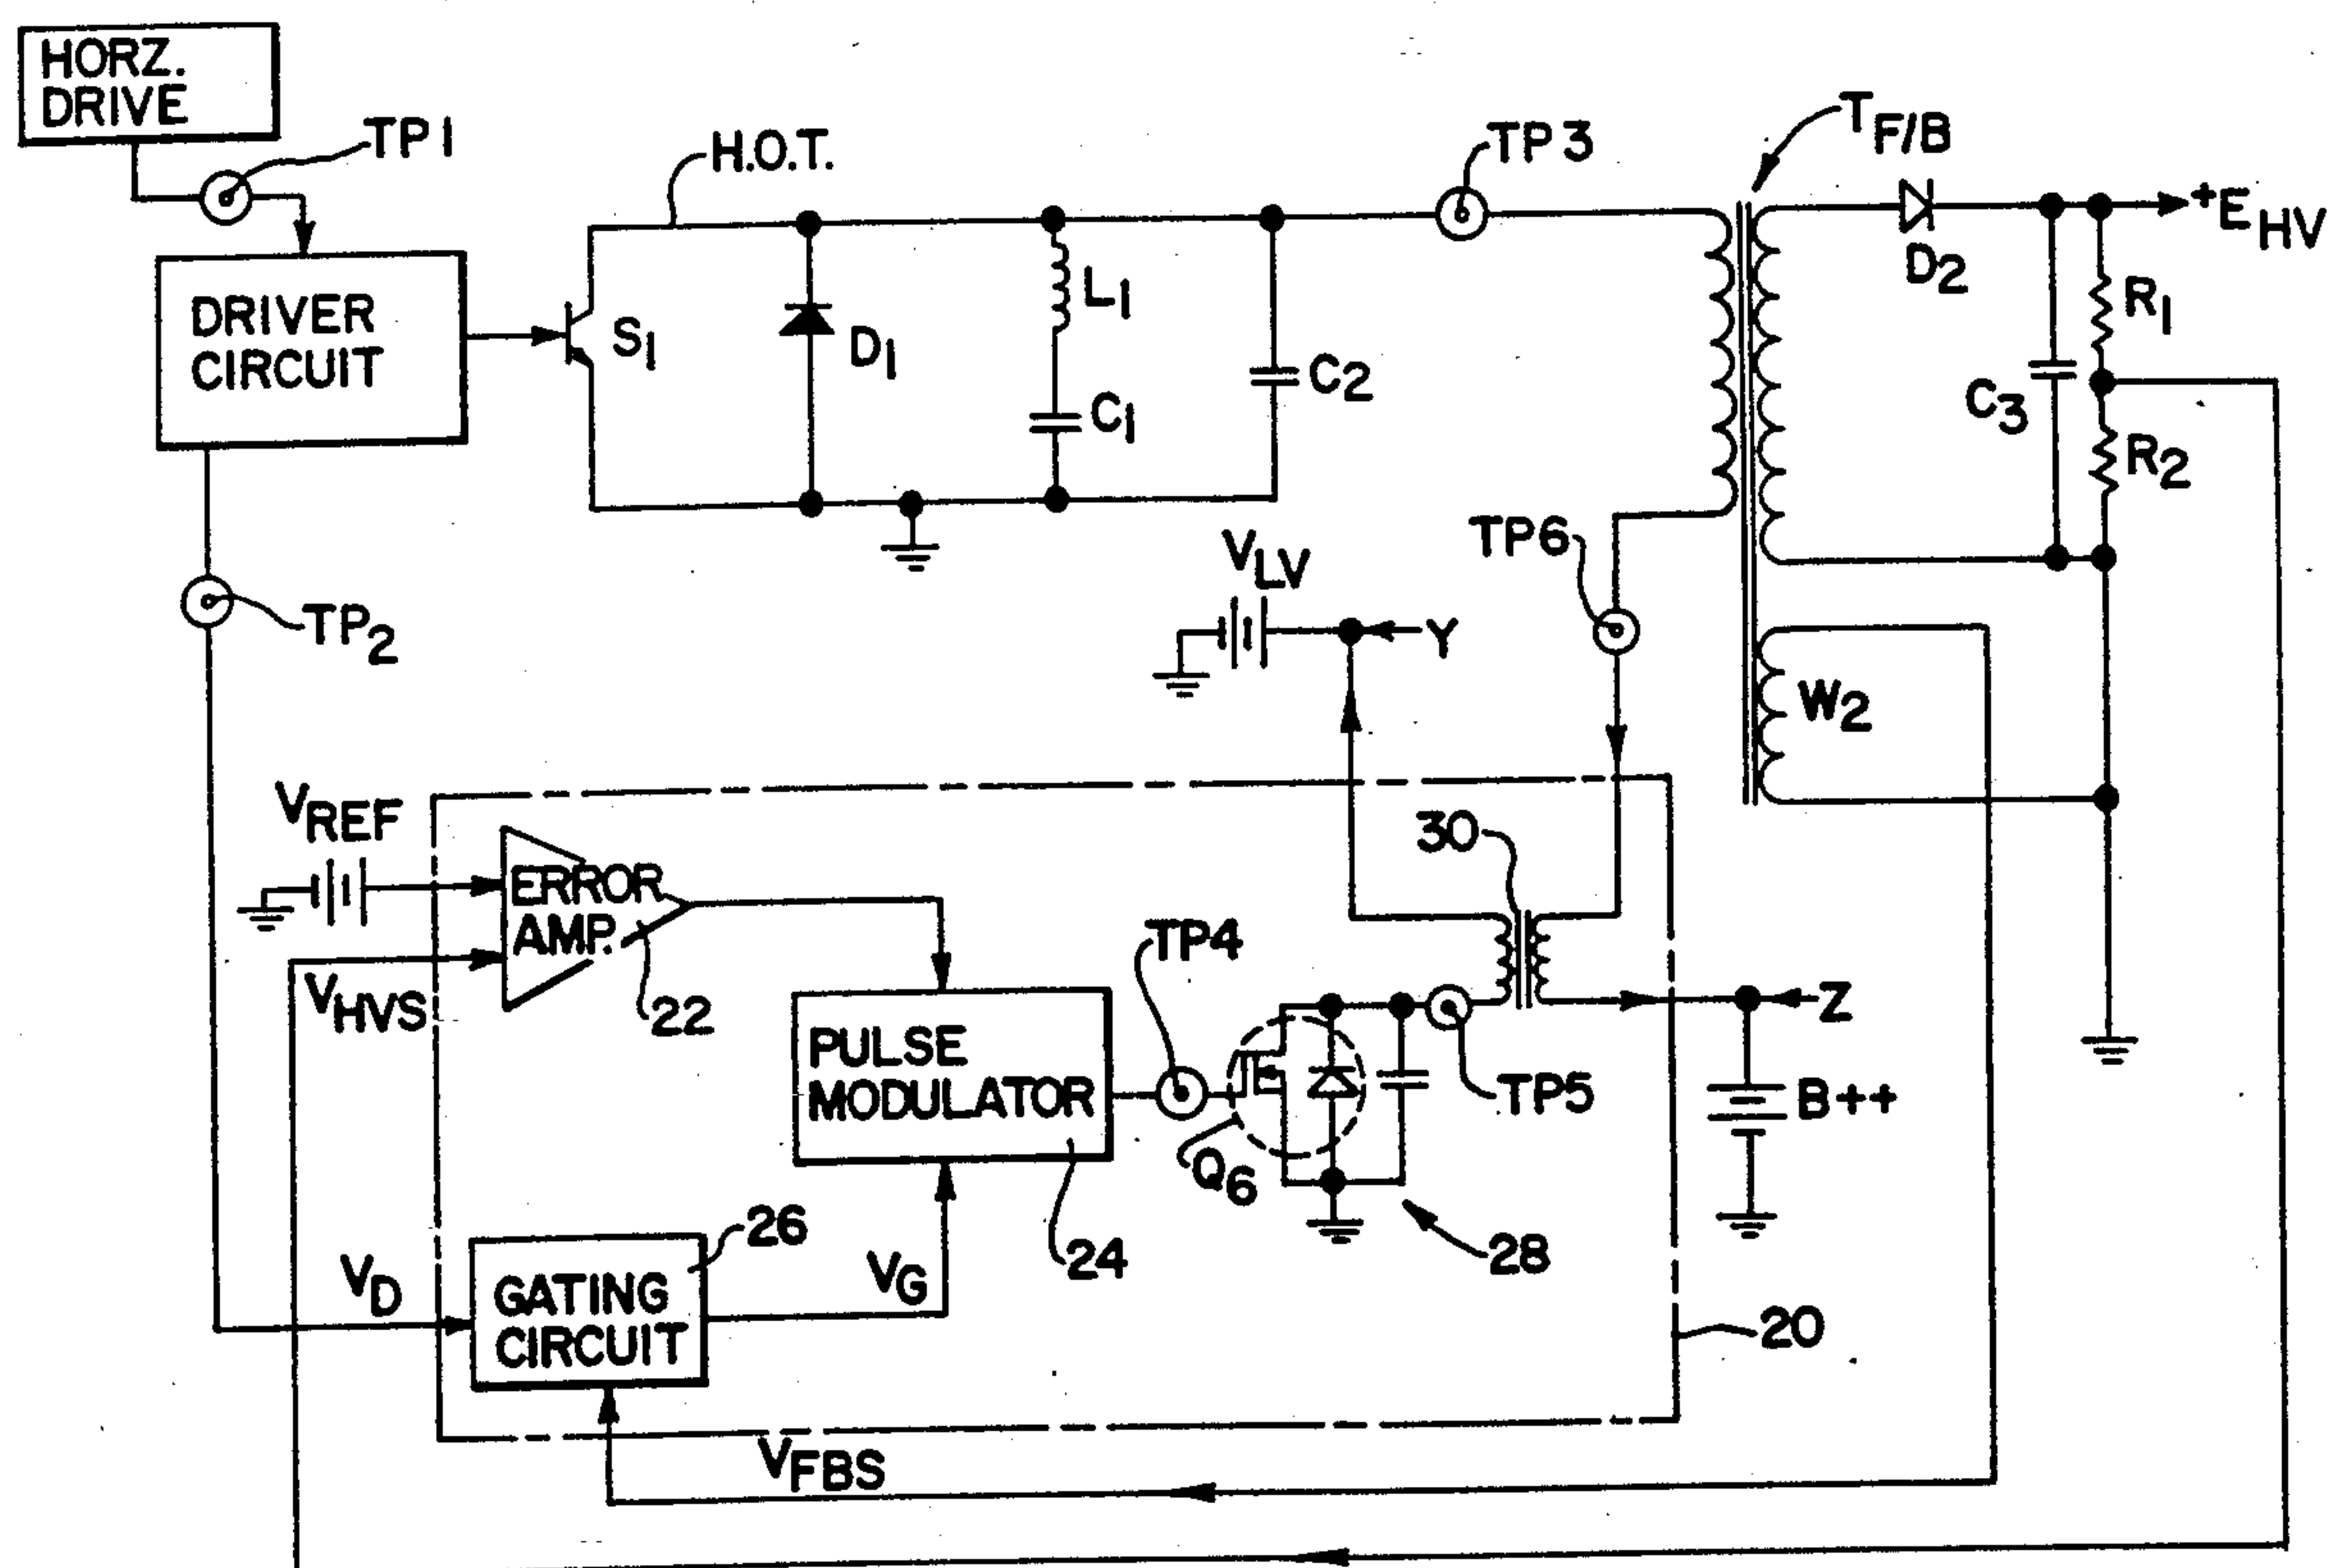 HORZ.
DRIVE
TP1
H.O.T.
TP3
T F/B
+E HV
DRIVER
CIRCUIT
S1
D1
L1
C1
C2
D2
R1
C3
R2
TP2
VLV
Y
TP6
W2
VREF
ERROR
AMP.
22
VHVS
30
TP4
Z
PULSE
MODULATOR
TP5
B++
Q6
24
28
26
VD
VG
GATING
CIRCUIT
20
VFBS